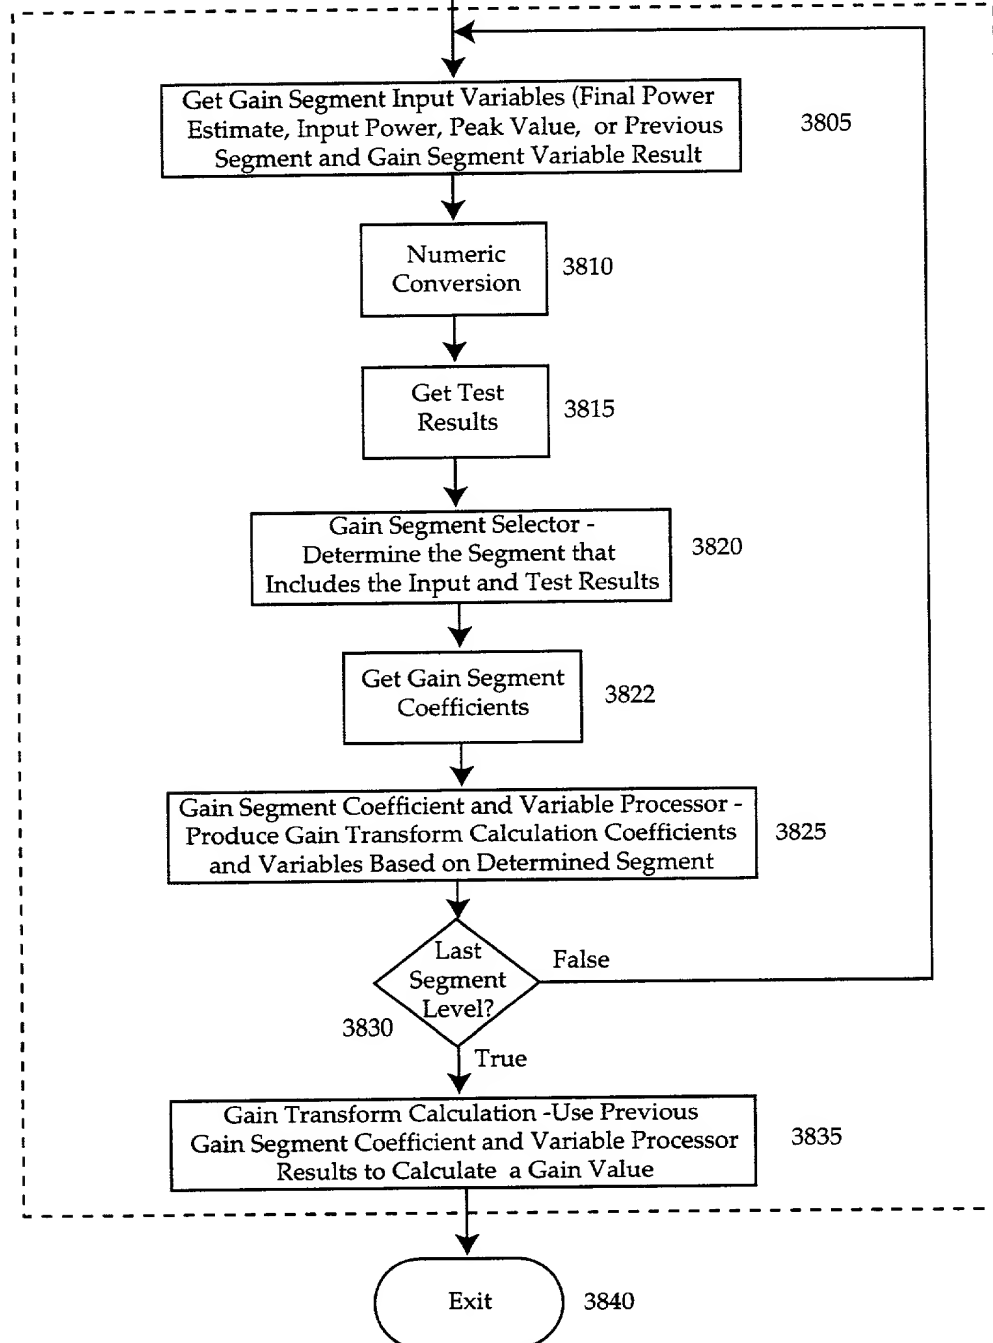 Get Gain Segment Input Variables (Final Power
Estimate, Input Power, Peak Value, or Previous
Segment and Gain Segment Variable Result
3805
Numeric
Conversion
3810
Get Test
Results
3815
Gain Segment Selector -
Determine the Segment that
Includes the Input and Test Results
3820
Get Gain Segment
Coefficients
3822
Gain Segment Coefficient and Variable Processor -
Produce Gain Transform Calculation Coefficients
and Variables Based on Determined Segment
3825
Last
Segment
Level?
False
3830
True
Gain Transform Calculation -Use Previous
Gain Segment Coefficient and Variable Processor
Results to Calculate a Gain Value
3835
Exit
3840